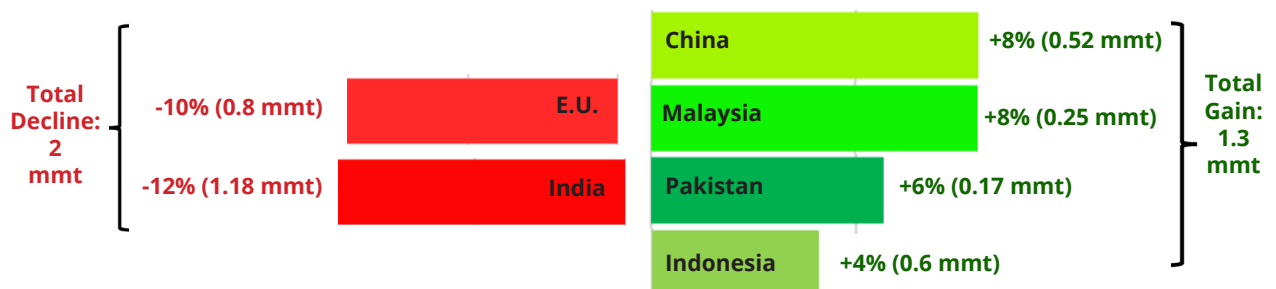 Total
Decline:
2
mmt
-10% (0.8 mmt)
E.U.
-12% (1.18 mmt)
India
China
+8% (0.52 mmt)
Malaysia
+8% (0.25 mmt)
Pakistan
+6% (0.17 mmt)
Indonesia
+4% (0.6 mmt)
Total
Gain:
1.3
mmt